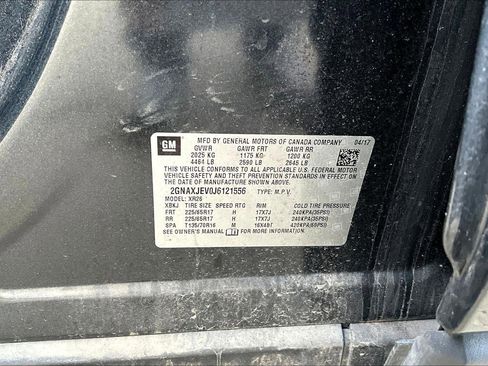 GM MFD BY GENERAL MOTORS OF CANADA COMPANY 04/17
GVWR GAWR FRT GAWR RR
2025 KG 1175 KG 1200 KG
4464 LB 2590 LB 2645 LB
THIS VEHICLE CONFORMS TO ALL APPLICABLE U.S. FEDERAL
MOTOR VEHICLE SAFETY, BUMPER, AND THEFT
PREVENTION STANDARDS IN EFFECT ON THE
DATE OF MANUFACTURE SHOWN ABOVE.
2GNAXJEV0J6121556 TYPE: M.P.V.
MODEL: XR26
XBKJ TIRE SIZE SPEED RTG RIM COLD TIRE PRESSURE
FRT 225/65R17 H 17X7J 240KPA(35PSI)
RR 225/65R17 H 17X7J 240KPA(35PSI)
SPA T135/70R16 M 16X4BT 420KPA(60PSI)
SEE OWNER'S MANUAL FOR MORE INFORMATION.